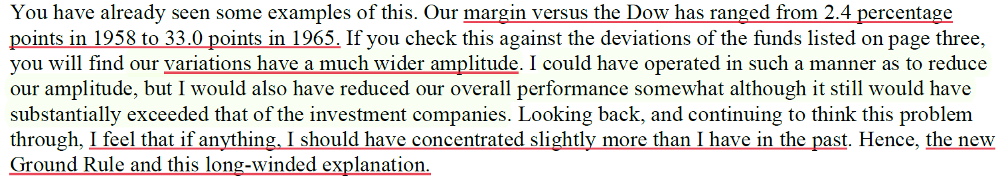 You have already seen some examples of this. Our margin versus the Dow has ranged from 2.4 percentage
points in 1958 to 33.0 points in 1965. If you check this against the deviations of the funds listed on page three,
you will find our variations have a much wider amplitude. I could have operated in such a manner as to reduce
our amplitude, but I would also have reduced our overall performance somewhat although it still would have
substantially exceeded that of the investment companies. Looking back, and continuing to think this problem
through, I feel that if anything, I should have concentrated slightly more than I have in the past. Hence, the new
Ground Rule and this long-winded explanation.